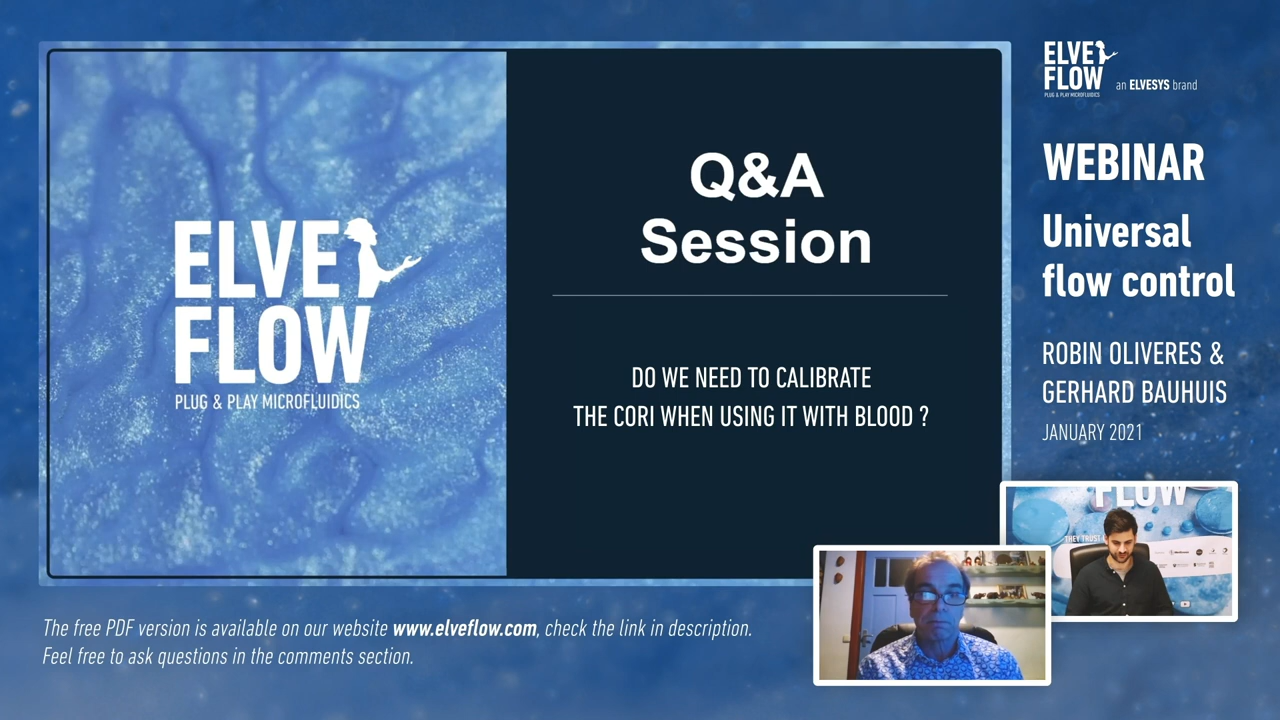 ELVE
FLOW
PLUG & PLAY MICROFLUIDICS
Q&A
Session
DO WE NEED TO CALIBRATE
THE CORI WHEN USING IT WITH BLOOD ?
ELVE
FLOW
PLUG & PLAY MICROFLUIDICS
an ELVESYS brand
WEBINAR
Universal
flow control
ROBIN OLIVERES &
GERHARD BAUHUIS
JANUARY 2021
FLOW
THEY TRUST
The free PDF version is available on our website www.elveflow.com, check the link in description.
Feel free to ask questions in the comments section.